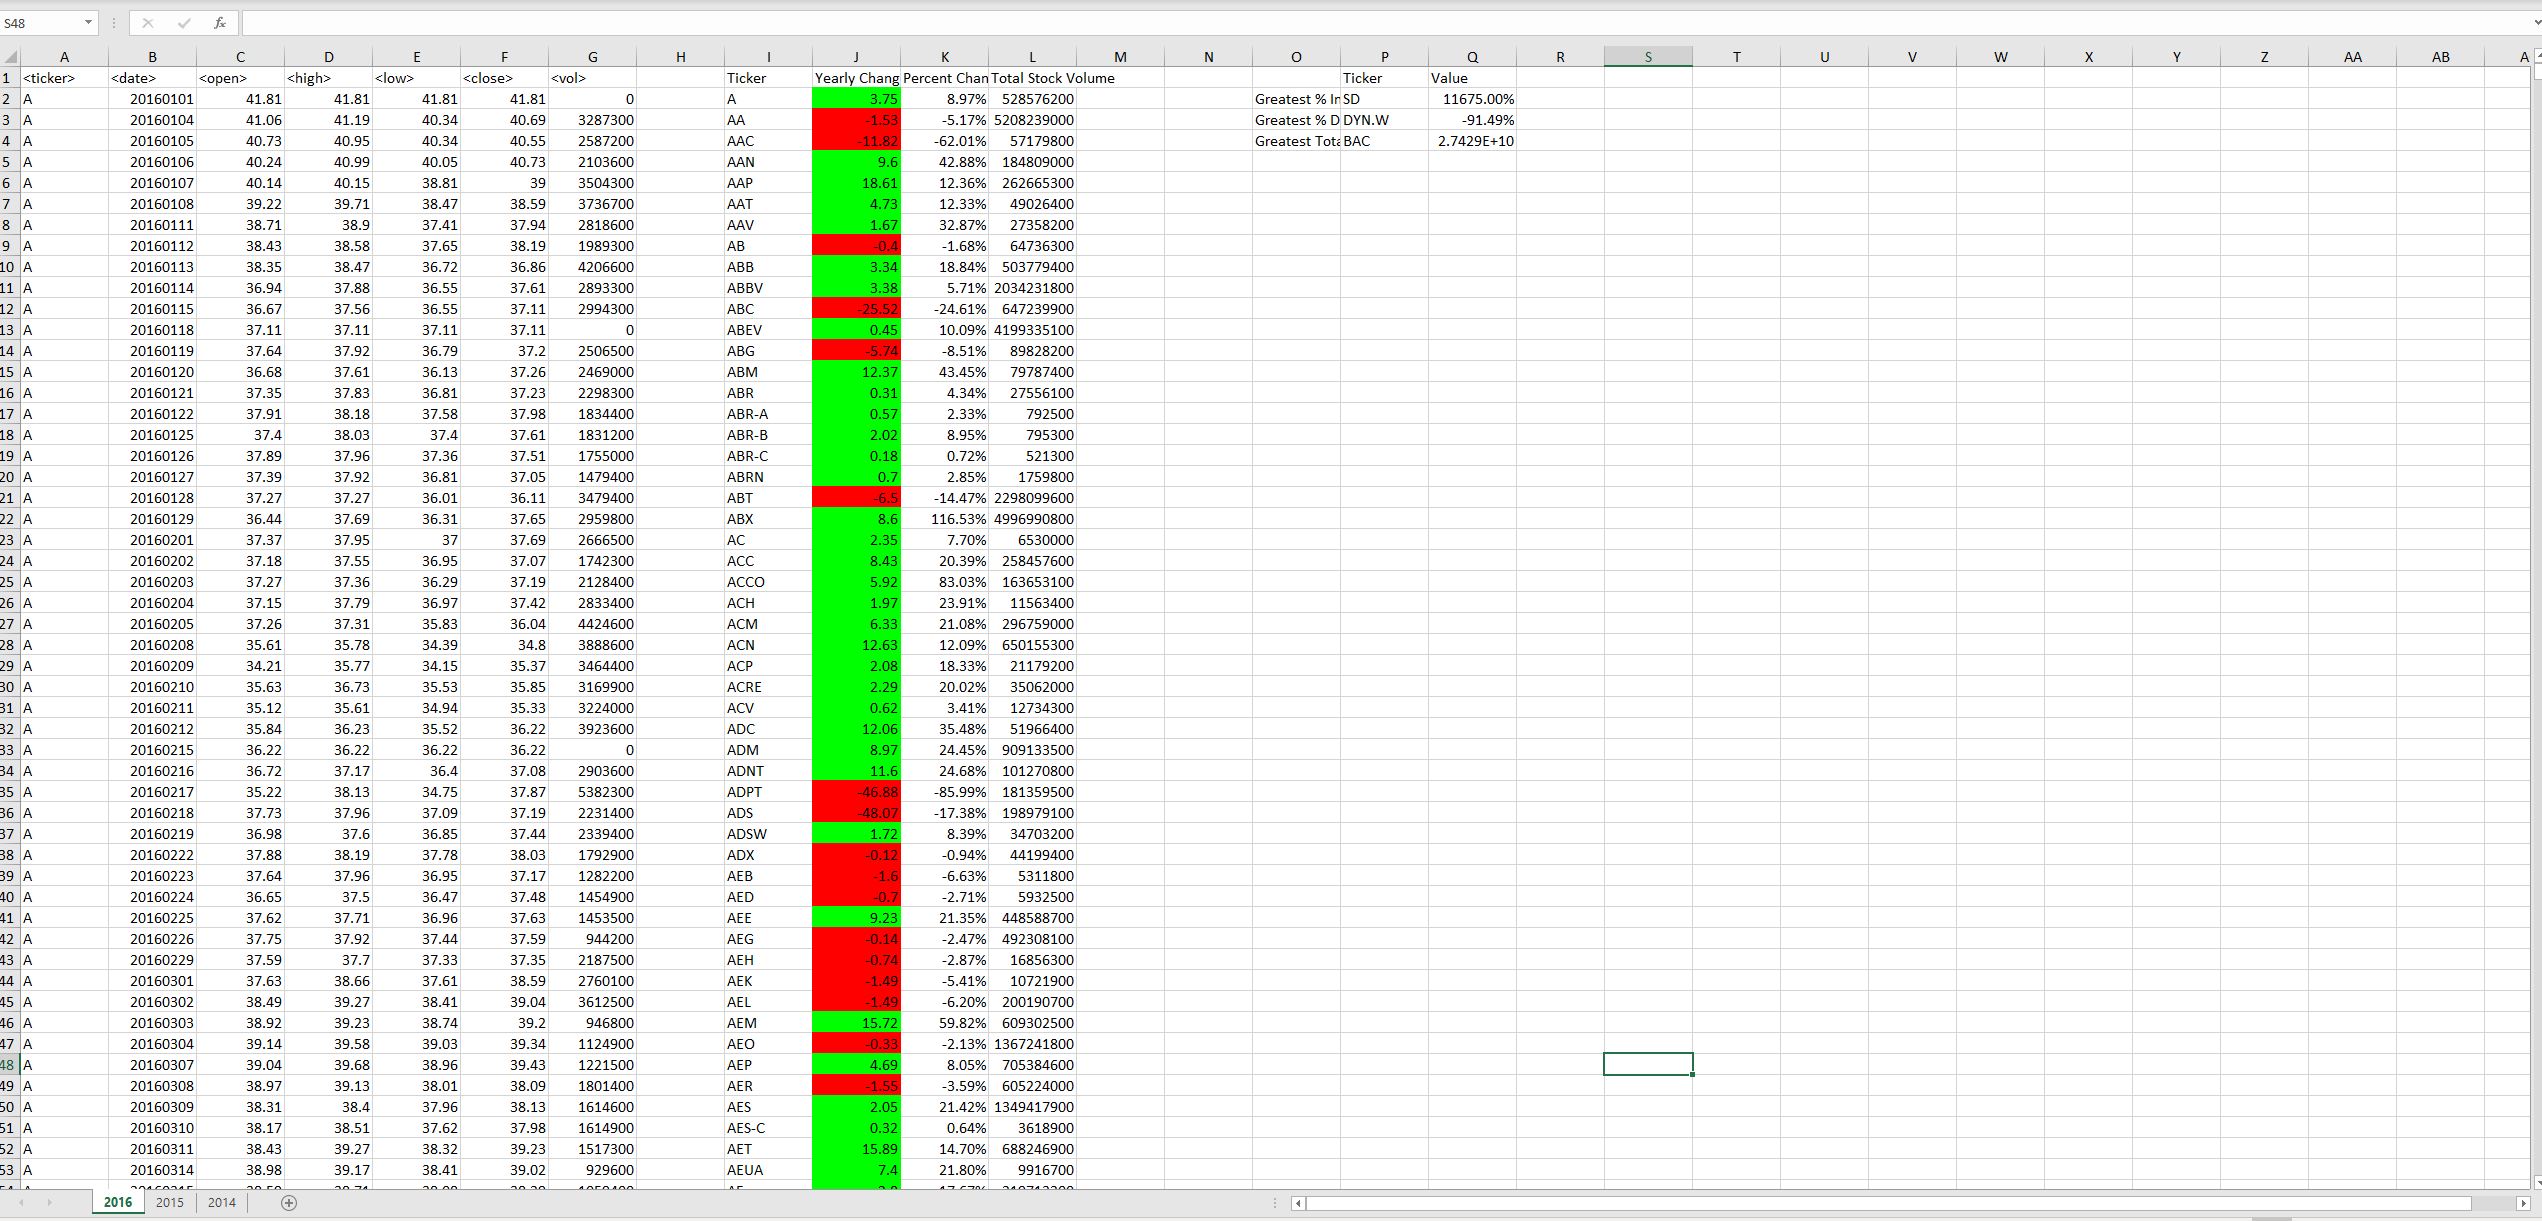 S48 fx
A B C D E F G H I J K L M N O P Q R S T U V W X Y Z AA AB A
1 <ticker> <date> <open> <high> <low> <close> <vol> Ticker Yearly Chang Percent Chan Total Stock Volume Ticker Value
2 A 20160101 41.81 41.81 41.81 41.81 0 A 3.75 8.97% 528576200 Greatest % In SD 11675.00%
3 A 20160104 41.06 41.19 40.34 40.69 3287300 AA -1.53 -5.17% 5208239000 Greatest % D DYN.W -91.49%
4 A 20160105 40.73 40.95 40.34 40.55 2587200 AAC -11.82 -62.01% 57179800 Greatest Tota BAC 2.7429E+10
5 A 20160106 40.24 40.99 40.05 40.73 2103600 AAN 9.6 42.88% 184809000
6 A 20160107 40.14 40.15 38.81 39 3504300 AAP 18.61 12.36% 262665300
7 A 20160108 39.22 39.71 38.47 38.59 3736700 AAT 4.73 12.33% 49026400
8 A 20160111 38.71 38.9 37.41 37.94 2818600 AAV 1.67 32.87% 27358200
9 A 20160112 38.43 38.58 37.65 38.19 1989300 AB -0.4 -1.68% 64736300
10 A 20160113 38.35 38.47 36.72 36.86 4206600 ABB 3.34 18.84% 503779400
11 A 20160114 36.94 37.88 36.55 37.61 2893300 ABBV 3.38 5.71% 2034231800
12 A 20160115 36.67 37.56 36.55 37.11 2994300 ABC -25.52 -24.61% 647239900
13 A 20160118 37.11 37.11 37.11 37.11 0 ABEV 0.45 10.09% 4199335100
14 A 20160119 37.64 37.92 36.79 37.2 2506500 ABG -5.74 -8.51% 89828200
15 A 20160120 36.68 37.61 36.13 37.26 2469000 ABM 12.37 43.45% 79787400
16 A 20160121 37.35 37.83 36.81 37.23 2298300 ABR 0.31 4.34% 27556100
17 A 20160122 37.91 38.18 37.58 37.98 1834400 ABR-A 0.57 2.33% 792500
18 A 20160125 37.4 38.03 37.4 37.61 1831200 ABR-B 2.02 8.95% 795300
19 A 20160126 37.89 37.96 37.36 37.51 1755000 ABR-C 0.18 0.72% 521300
20 A 20160127 37.39 37.92 36.81 37.05 1479400 ABRN 0.7 2.85% 1759800
21 A 20160128 37.27 37.27 36.01 36.11 3479400 ABT -6.5 -14.47% 2298099600
22 A 20160129 36.44 37.69 36.31 37.65 2959800 ABX 8.6 116.53% 4996990800
23 A 20160201 37.37 37.95 37 37.69 2666500 AC 2.35 7.70% 6530000
24 A 20160202 37.18 37.55 36.95 37.07 1742300 ACC 8.43 20.39% 258457600
25 A 20160203 37.27 37.36 36.29 37.19 2128400 ACCO 5.92 83.03% 163653100
26 A 20160204 37.15 37.79 36.97 37.42 2833400 ACH 1.97 23.91% 11563400
27 A 20160205 37.26 37.31 35.83 36.04 4424600 ACM 6.33 21.08% 296759000
28 A 20160208 35.61 35.78 34.39 34.8 3888600 ACN 12.63 12.09% 650155300
29 A 20160209 34.21 35.77 34.15 35.37 3464400 ACP 2.08 18.33% 21179200
30 A 20160210 35.63 36.73 35.53 35.85 3169900 ACRE 2.29 20.02% 35062000
31 A 20160211 35.12 35.61 34.94 35.33 3224000 ACV 0.62 3.41% 12734300
32 A 20160212 35.84 36.23 35.52 36.22 3923600 ADC 12.06 35.48% 51966400
33 A 20160215 36.22 36.22 36.22 36.22 0 ADM 8.97 24.45% 909133500
34 A 20160216 36.72 37.17 36.4 37.08 2903600 ADNT 11.6 24.68% 101270800
35 A 20160217 35.22 38.13 34.75 37.87 5382300 ADPT -46.88 -85.99% 181359500
36 A 20160218 37.73 37.96 37.09 37.19 2231400 ADS -48.07 -17.38% 198979100
37 A 20160219 36.98 37.6 36.85 37.44 2339400 ADSW 1.72 8.39% 34703200
38 A 20160222 37.88 38.19 37.78 38.03 1792900 ADX -0.12 -0.94% 44199400
39 A 20160223 37.64 37.96 36.95 37.17 1282200 AEB -1.6 -6.63% 5311800
40 A 20160224 36.65 37.5 36.47 37.48 1454900 AED -0.7 -2.71% 5932500
41 A 20160225 37.62 37.71 36.96 37.63 1453500 AEE 9.23 21.35% 448588700
42 A 20160226 37.75 37.92 37.44 37.59 944200 AEG -0.14 -2.47% 492308100
43 A 20160229 37.59 37.7 37.33 37.35 2187500 AEH -0.74 -2.87% 16856300
44 A 20160301 37.63 38.66 37.61 38.59 2760100 AEK -1.49 -5.41% 10721900
45 A 20160302 38.49 39.27 38.41 39.04 3612500 AEL -1.49 -6.20% 200190700
46 A 20160303 38.92 39.23 38.74 39.2 946800 AEM 15.72 59.82% 609302500
47 A 20160304 39.14 39.58 39.03 39.34 1124900 AEO -0.33 -2.13% 1367241800
48 A 20160307 39.04 39.68 38.96 39.43 1221500 AEP 4.69 8.05% 705384600
49 A 20160308 38.97 39.13 38.01 38.09 1801400 AER -1.55 -3.59% 605224000
50 A 20160309 38.31 38.4 37.96 38.13 1614600 AES 2.05 21.42% 1349417900
51 A 20160310 38.17 38.51 37.62 37.98 1614900 AES-C 0.32 0.64% 3618900
52 A 20160311 38.43 39.27 38.32 39.23 1517300 AET 15.89 14.70% 688246900
53 A 20160314 38.98 39.17 38.41 39.02 929600 AEUA 7.4 21.80% 9916700
2016 2015 2014